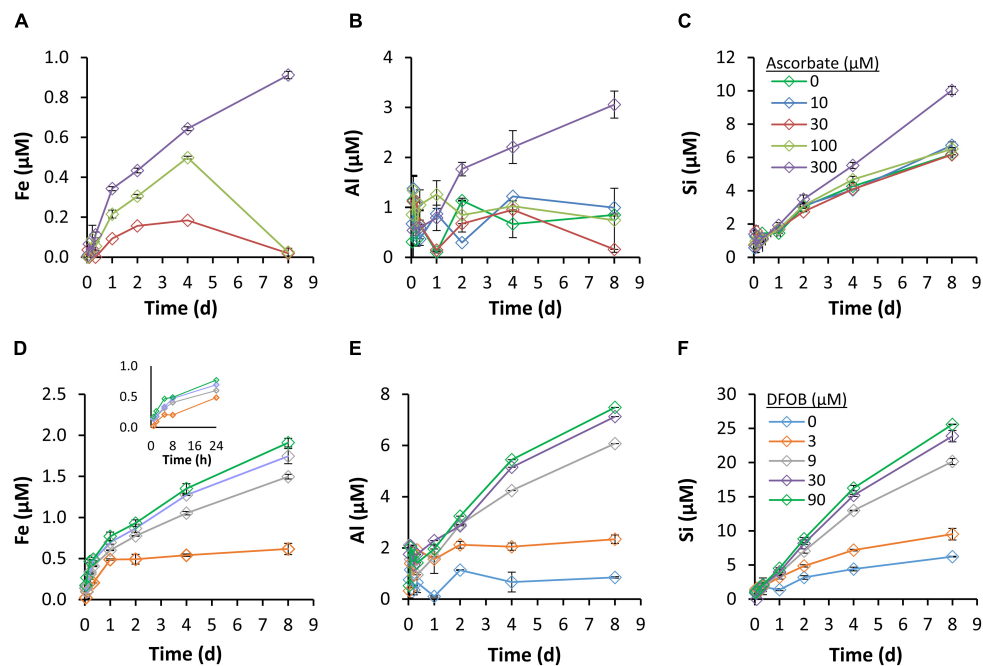 A
B
C
Fe (µM)
1.0
0.8
0.6
0.4
0.2
0.0
0 1 2 3 4 5 6 7 8 9
Time (d)
Al (µM)
4
3
2
1
0
0 1 2 3 4 5 6 7 8 9
Time (d)
Si (µM)
12
10
8
6
4
2
0
0 1 2 3 4 5 6 7 8 9
Time (d)
Ascorbate (µM)
0
10
30
100
300
D
E
F
Fe (µM)
2.5
2.0
1.5
1.0
0.5
0.0
0 1 2 3 4 5 6 7 8 9
Time (d)
1.0
0.5
0.0
0 8 16 24
Time (h)
Al (µM)
8
6
4
2
0
0 1 2 3 4 5 6 7 8 9
Time (d)
Si (µM)
30
25
20
15
10
5
0
0 1 2 3 4 5 6 7 8 9
Time (d)
DFOB (µM)
0
3
9
30
90